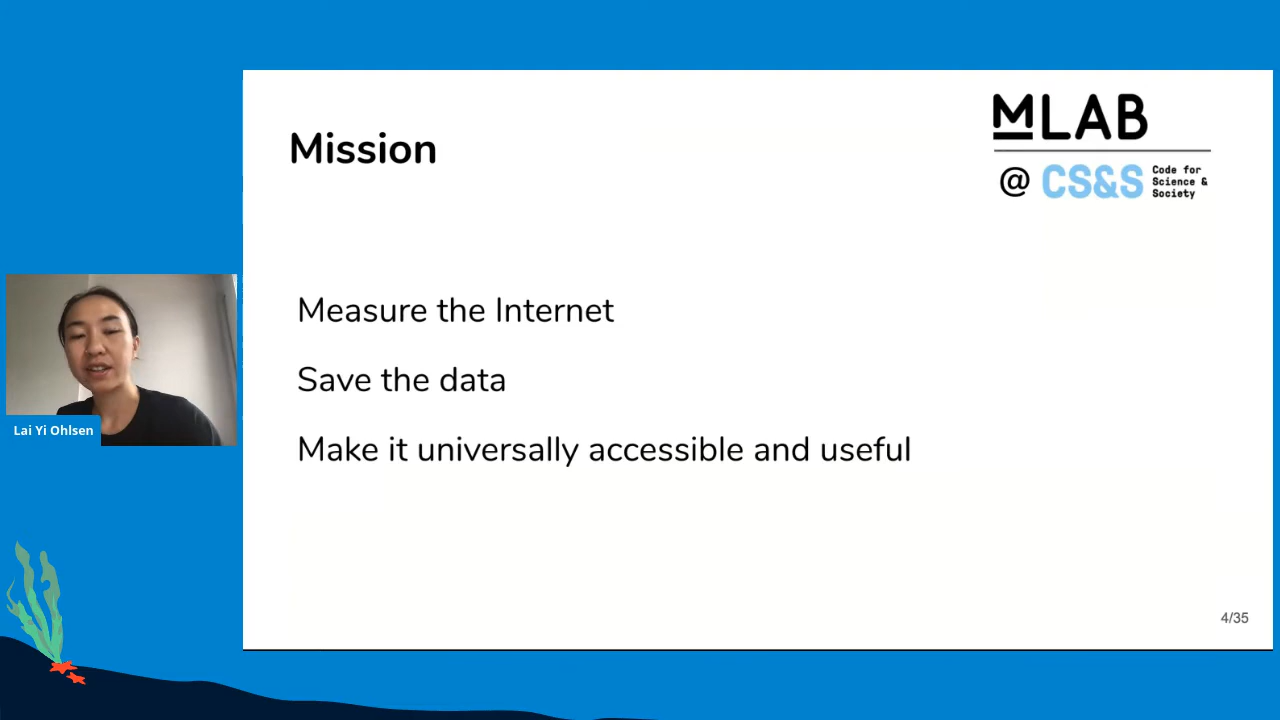 Mission
MLAB
@ CS&S Code for
Science &
Society
Measure the Internet
Save the data
Make it universally accessible and useful
Lai Yi Ohlsen
4/35